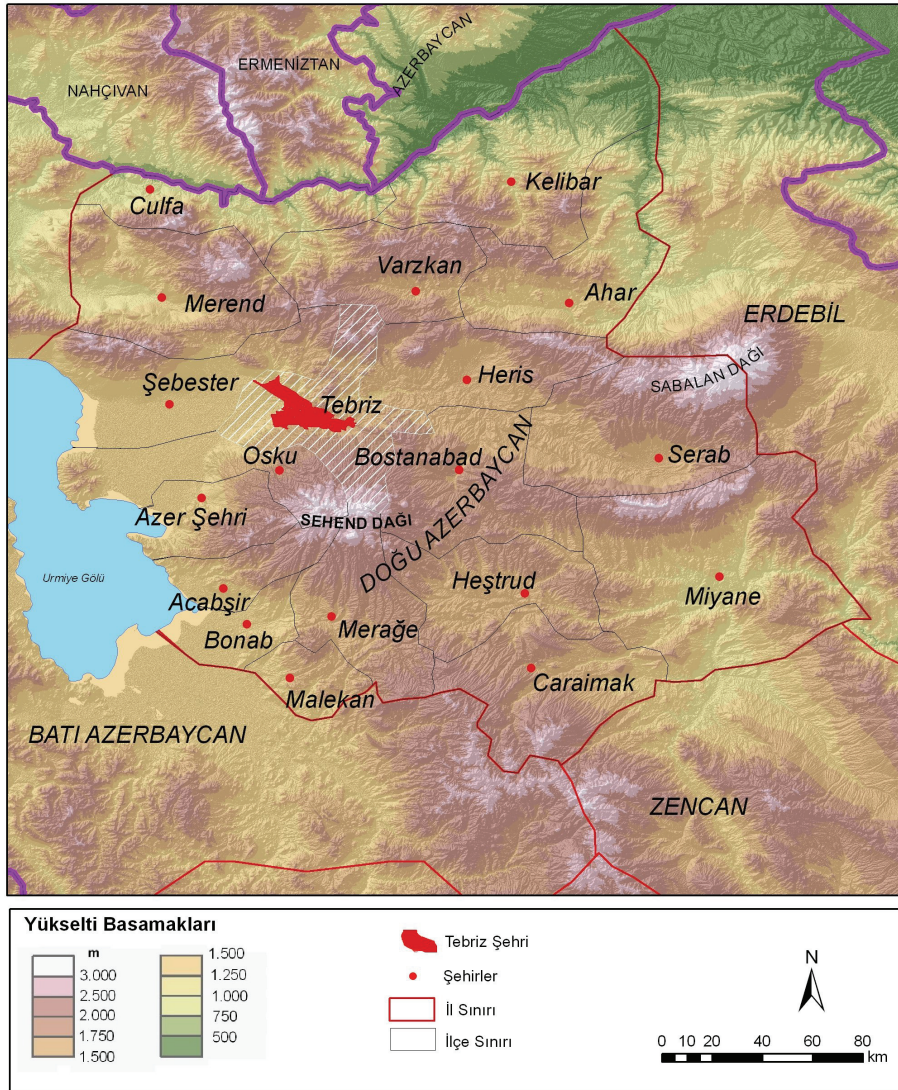 NAHÇIVAN
ERMENİZTAN
AZERBAYCAN
Culfa
Kelibar
Varzkan
Merend
Ahar
ERDEBİL
SABALAN DAĞI
Şebester
Heris
Tebriz
Osku
Bostanabad
Serab
Azer Şehri
SEHEND DAĞI
DOĞU AZERBAYCAN
Urmiye Gölü
Acabşir
Heştrud
Miyane
Bonab
Merağe
Malekan
Caraimak
BATI AZERBAYCAN
ZENCAN
Yükselti Basamakları
m
3.000
2.500
2.000
1.750
1.500
1.500
1.250
1.000
750
500
Tebriz Şehri
Şehirler
İl Sınırı
İlçe Sınırı
N
0 10 20 40 60 80
km